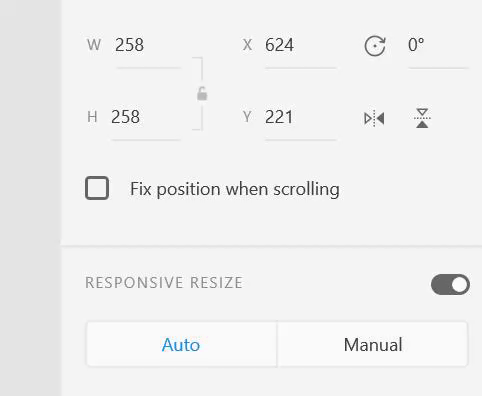 W 258 X 624 0°
H 258 Y 221
Fix position when scrolling
RESPONSIVE RESIZE
Auto Manual